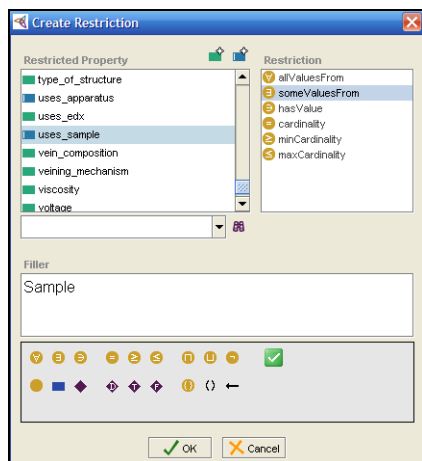 Create Restriction
Restricted Property
type_of_structure
uses_apparatus
uses_edx
uses_sample
vein_composition
veining_mechanism
viscosity
voltage
Restriction
allValuesFrom
someValuesFrom
hasValue
cardinality
minCardinality
maxCardinality
Filler
Sample
OK
Cancel